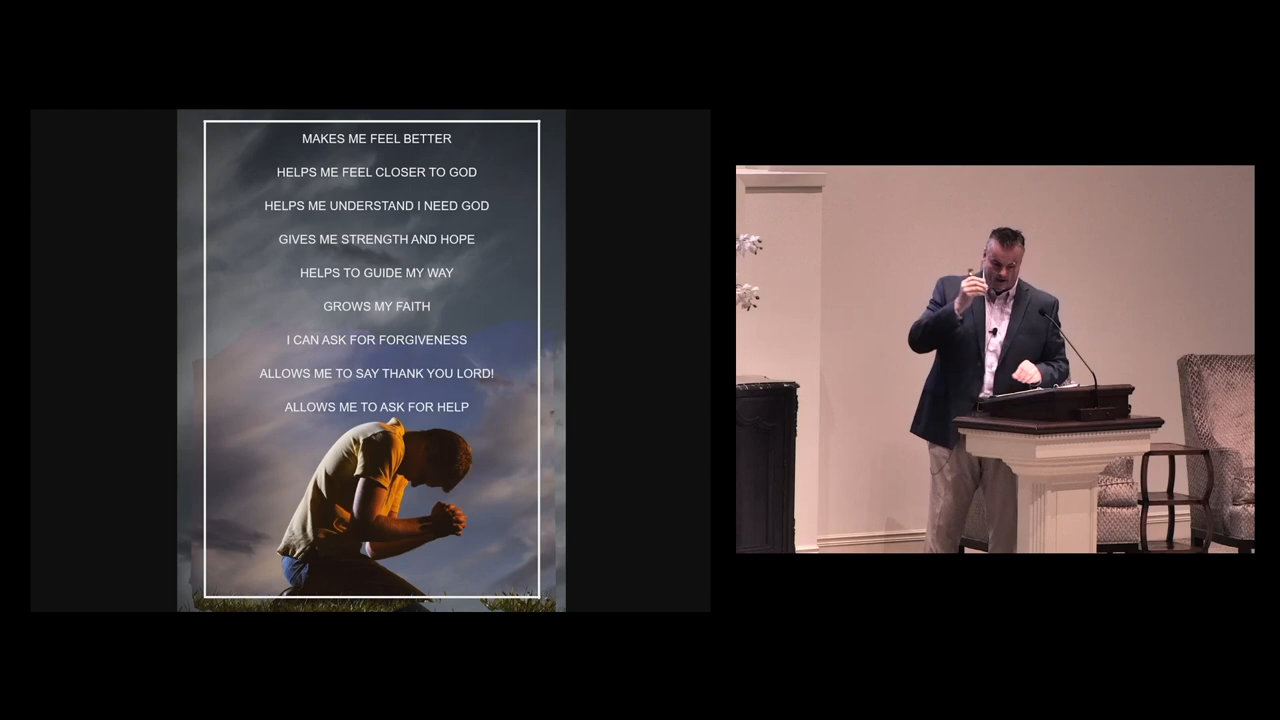 MAKES ME FEEL BETTER
HELPS ME FEEL CLOSER TO GOD
HELPS ME UNDERSTAND I NEED GOD
GIVES ME STRENGTH AND HOPE
HELPS TO GUIDE MY WAY
GROWS MY FAITH
I CAN ASK FOR FORGIVENESS
ALLOWS ME TO SAY THANK YOU LORD!
ALLOWS ME TO ASK FOR HELP